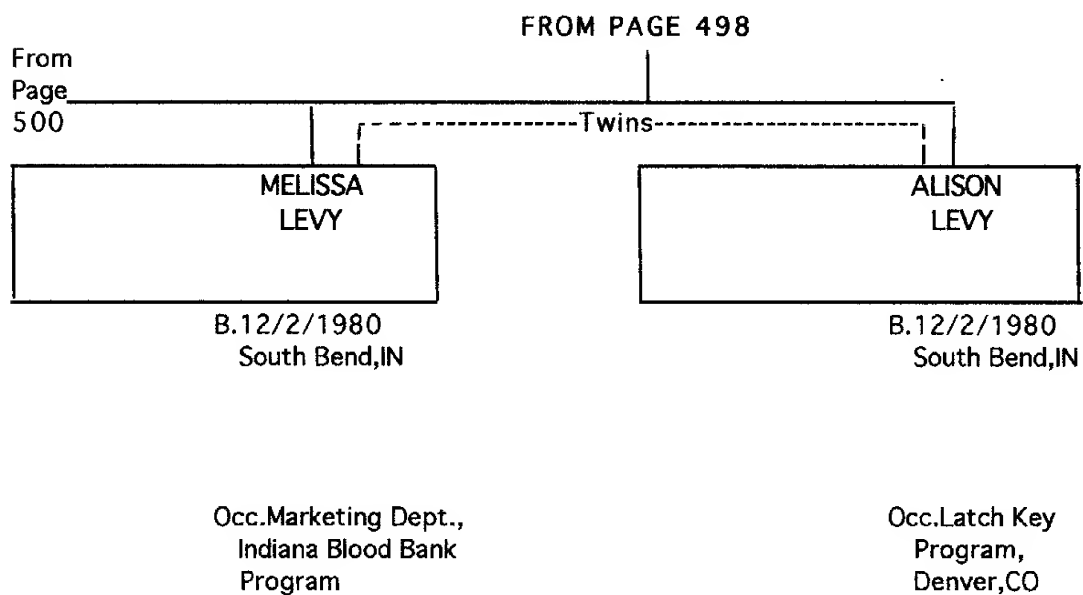 FROM PAGE 498
From
Page
500
Twins
MELISSA
LEVY
B.12/2/1980
South Bend,IN
Occ.Marketing Dept.,
Indiana Blood Bank
Program
ALISON
LEVY
B.12/2/1980
South Bend,IN
Occ.Latch Key
Program,
Denver,CO